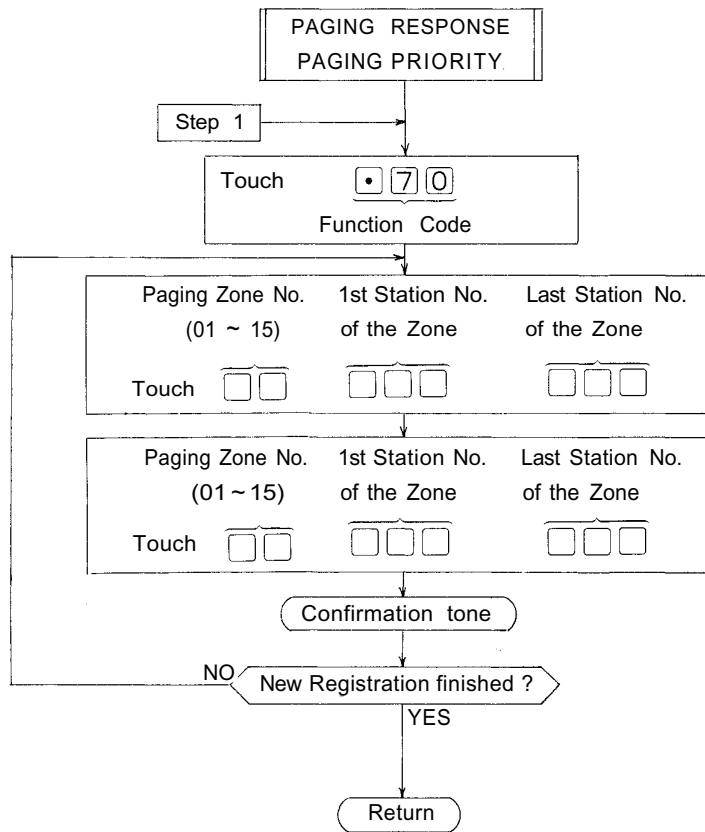 PAGING RESPONSE
PAGING PRIORITY
Step 1
Touch • 7 0
Function Code
Paging Zone No. 1st Station No. Last Station No.
(01 ~ 15) of the Zone of the Zone
Touch
Paging Zone No. 1st Station No. Last Station No.
(01 ~ 15) of the Zone of the Zone
Touch
Confirmation tone
NO
New Registration finished ?
YES
Return